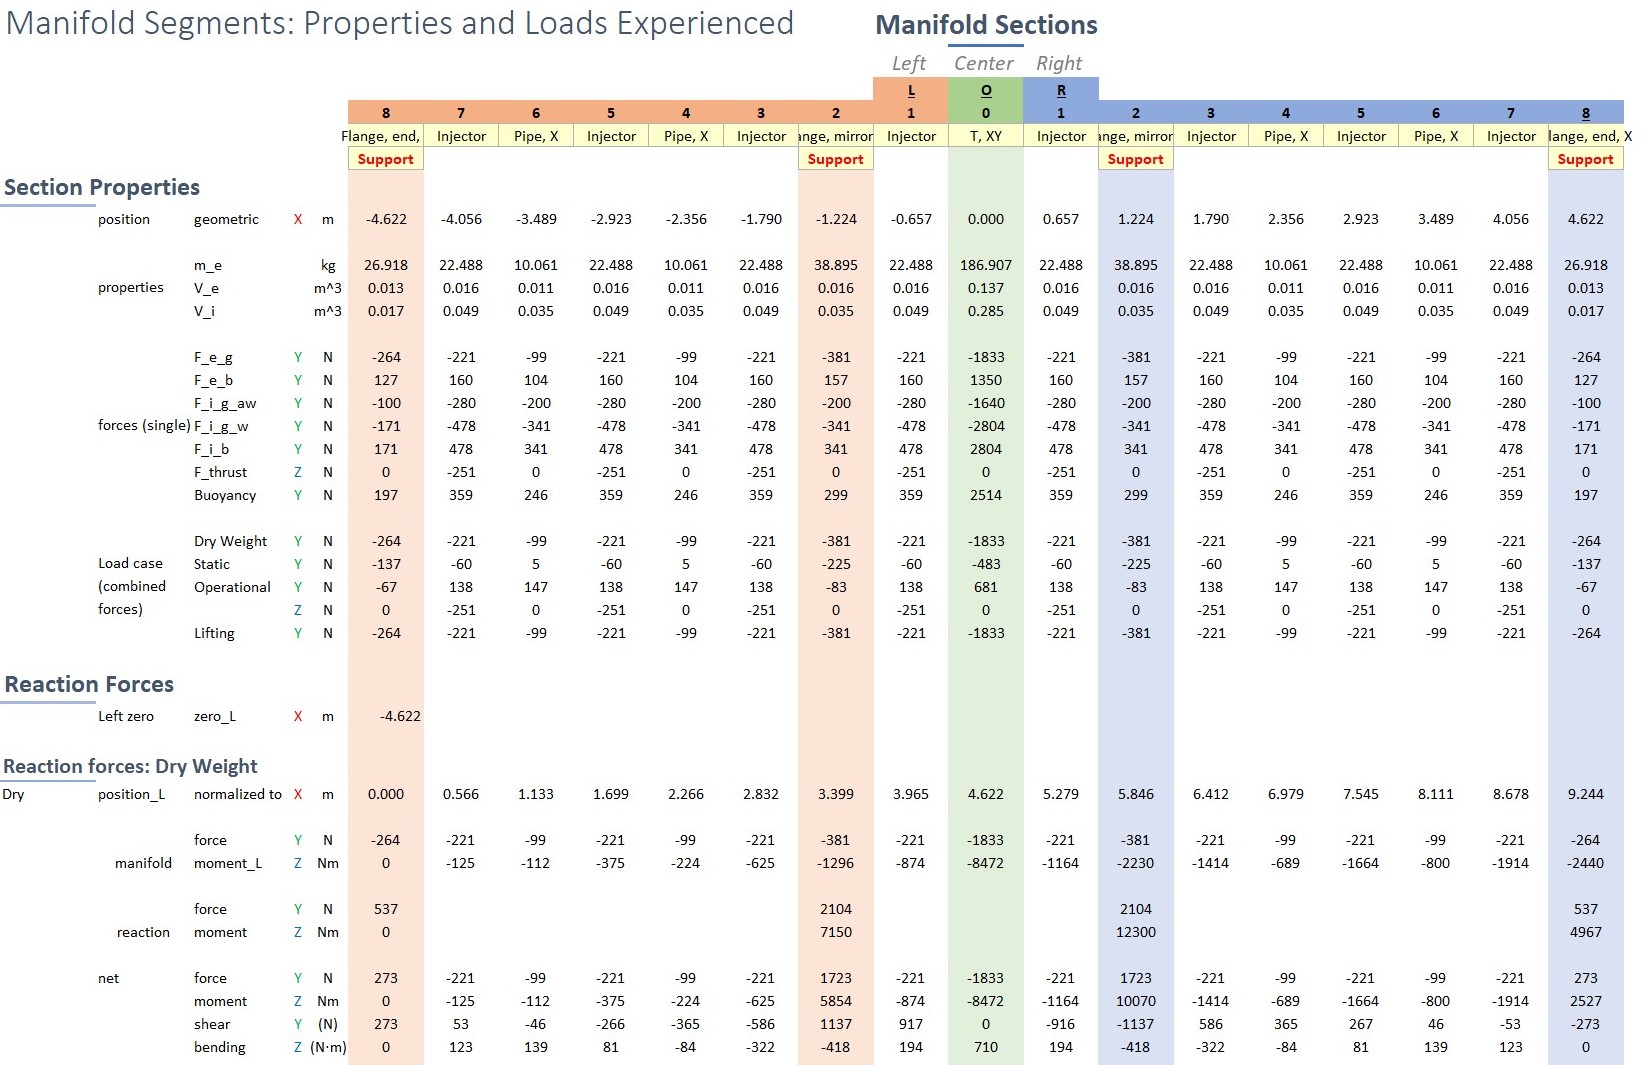 Manifold Segments: Properties and Loads Experienced Manifold Sections
Left Center Right
L O R
8 7 6 5 4 3 2 1 0 1 2 3 4 5 6 7 8
Flange, end, Injector Pipe, X Injector Pipe, X Injector ange, mirror Injector T, XY Injector ange, mirror Injector Pipe, X Injector Pipe, X Injector lange, end, X
Support Support Support Support
Section Properties
position geometric X m -4.622 -4.056 -3.489 -2.923 -2.356 -1.790 -1.224 -0.657 0.000 0.657 1.224 1.790 2.356 2.923 3.489 4.056 4.622
m_e kg 26.918 22.488 10.061 22.488 10.061 22.488 38.895 22.488 186.907 22.488 38.895 22.488 10.061 22.488 10.061 22.488 26.918
properties V_e m^3 0.013 0.016 0.011 0.016 0.011 0.016 0.016 0.016 0.137 0.016 0.016 0.016 0.011 0.016 0.011 0.016 0.013
V_i m^3 0.017 0.049 0.035 0.049 0.035 0.049 0.035 0.049 0.285 0.049 0.035 0.049 0.035 0.049 0.035 0.049 0.017
F_e_g Y N -264 -221 -99 -221 -99 -221 -381 -221 -1833 -221 -381 -221 -99 -221 -99 -221 -264
F_e_b Y N 127 160 104 160 104 160 157 160 1350 160 157 160 104 160 104 160 127
F_i_g_aw Y N -100 -280 -200 -280 -200 -280 -200 -280 -1640 -280 -200 -280 -200 -280 -200 -280 -100
forces (single) F_i_g_w Y N -171 -478 -341 -478 -341 -478 -341 -478 -2804 -478 -341 -478 -341 -478 -341 -478 -171
F_i_b Y N 171 478 341 478 341 478 341 478 2804 478 341 478 341 478 341 478 171
F_thrust Z N 0 -251 0 -251 0 -251 0 -251 0 -251 0 -251 0 -251 0 -251 0
Buoyancy Y N 197 359 246 359 246 359 299 359 2514 359 299 359 246 359 246 359 197
Dry Weight Y N -264 -221 -99 -221 -99 -221 -381 -221 -1833 -221 -381 -221 -99 -221 -99 -221 -264
Load case Static Y N -137 -60 5 -60 5 -60 -225 -60 -483 -60 -225 -60 5 -60 5 -60 -137
(combined Operational Y N -67 138 147 138 147 138 -83 138 681 138 -83 138 147 138 147 138 -67
forces) Z N 0 -251 0 -251 0 -251 0 -251 0 -251 0 -251 0 -251 0 -251 0
Lifting Y N -264 -221 -99 -221 -99 -221 -381 -221 -1833 -221 -381 -221 -99 -221 -99 -221 -264
Reaction Forces
Left zero zero_L X m -4.622
Reaction forces: Dry Weight
Dry position_L normalized to X m 0.000 0.566 1.133 1.699 2.266 2.832 3.399 3.965 4.622 5.279 5.846 6.412 6.979 7.545 8.111 8.678 9.244
force Y N -264 -221 -99 -221 -99 -221 -381 -221 -1833 -221 -381 -221 -99 -221 -99 -221 -264
manifold moment_L Z Nm 0 -125 -112 -375 -224 -625 -1296 -874 -8472 -1164 -2230 -1414 -689 -1664 -800 -1914 -2440
force Y N 537 2104 2104 537
reaction moment Z Nm 0 7150 12300 4967
net force Y N 273 -221 -99 -221 -99 -221 1723 -221 -1833 -221 1723 -221 -99 -221 -99 -221 273
moment Z Nm 0 -125 -112 -375 -224 -625 5854 -874 -8472 -1164 10070 -1414 -689 -1664 -800 -1914 2527
shear Y (N) 273 53 -46 -266 -365 -586 1137 917 0 -916 -1137 586 365 267 46 -53 -273
bending Z (N·m) 0 123 139 81 -84 -322 -418 194 710 194 -418 -322 -84 81 139 123 0